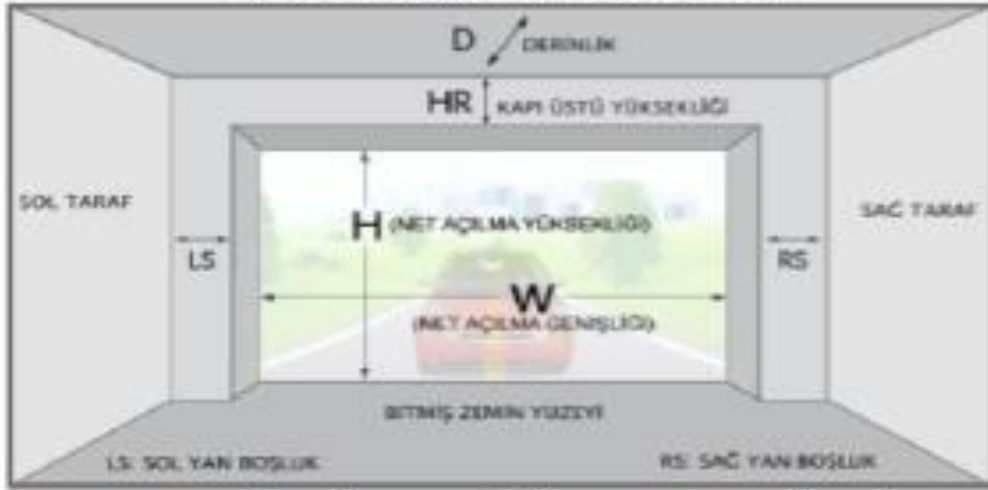 D DERİNLİK
HR KAPI ÜSTÜ YÜKSEKLİĞİ
SOL TARAF
SAĞ TARAF
H (NET AÇILMA YÜKSEKLİĞİ)
LS
RS
W
(NET AÇILMA GENİŞLİĞİ)
BİTMİŞ ZEMİN YÜZEYİ
LS: SOL YAN BOŞLUK
RS: SAĞ YAN BOŞLUK